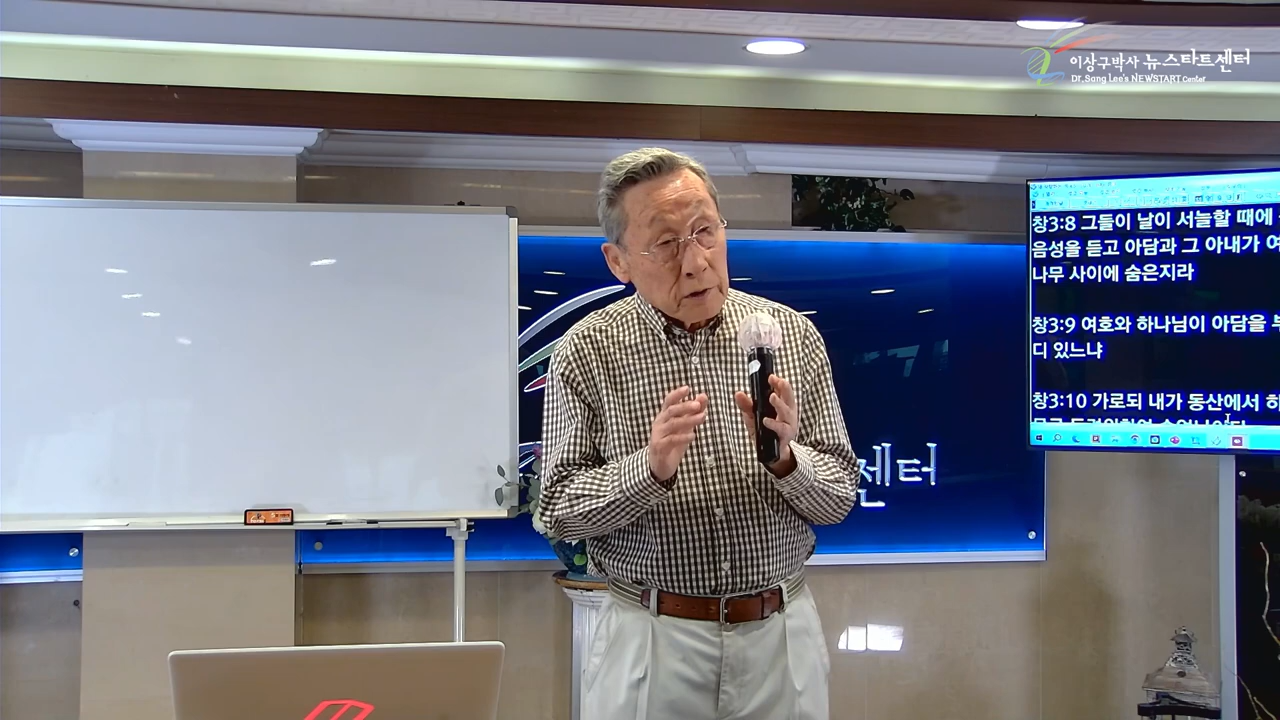 이상구박사 뉴스타트센터
Dr. Sang Lee's NEWSTART Center
창3:8 그들이 날이 서늘할 때에
음성을 듣고 아담과 그 아내가 여
나무 사이에 숨은지라
창3:9 여호와 하나님이 아담을 부
디 있느냐
창3:10 가로되 내가 동산에서 하
센터